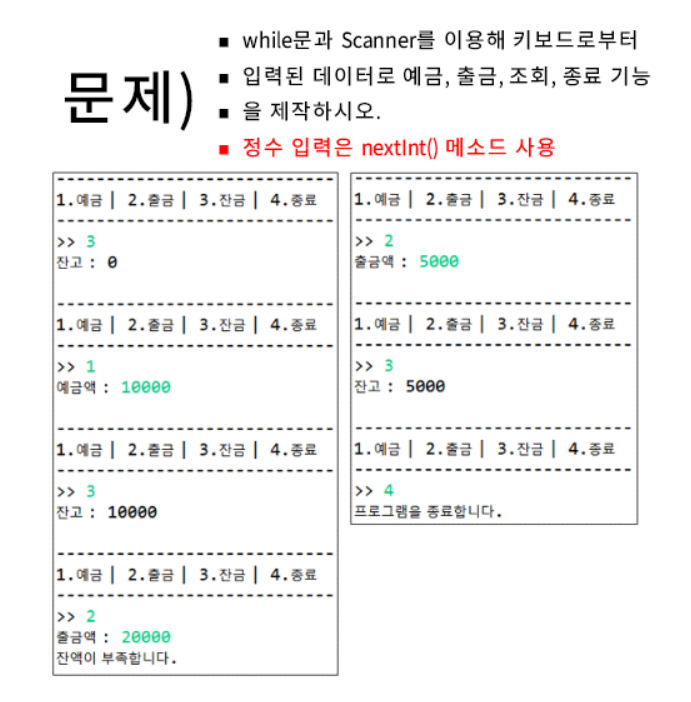 문제)
▪ while문과 Scanner를 이용해 키보드로부터
▪ 입력된 데이터로 예금, 출금, 조회, 종료 기능
▪ 을 제작하시오.
▪ 정수 입력은 nextInt() 메소드 사용
------------------------------
1.예금 | 2.출금 | 3.잔금 | 4.종료
------------------------------
>> 3
잔고 : 0
------------------------------
1.예금 | 2.출금 | 3.잔금 | 4.종료
------------------------------
>> 1
예금액 : 10000
------------------------------
1.예금 | 2.출금 | 3.잔금 | 4.종료
------------------------------
>> 3
잔고 : 10000
------------------------------
1.예금 | 2.출금 | 3.잔금 | 4.종료
------------------------------
>> 2
출금액 : 20000
잔액이 부족합니다.
------------------------------
1.예금 | 2.출금 | 3.잔금 | 4.종료
------------------------------
>> 2
출금액 : 5000
------------------------------
1.예금 | 2.출금 | 3.잔금 | 4.종료
------------------------------
>> 3
잔고 : 5000
------------------------------
1.예금 | 2.출금 | 3.잔금 | 4.종료
------------------------------
>> 4
프로그램을 종료합니다.